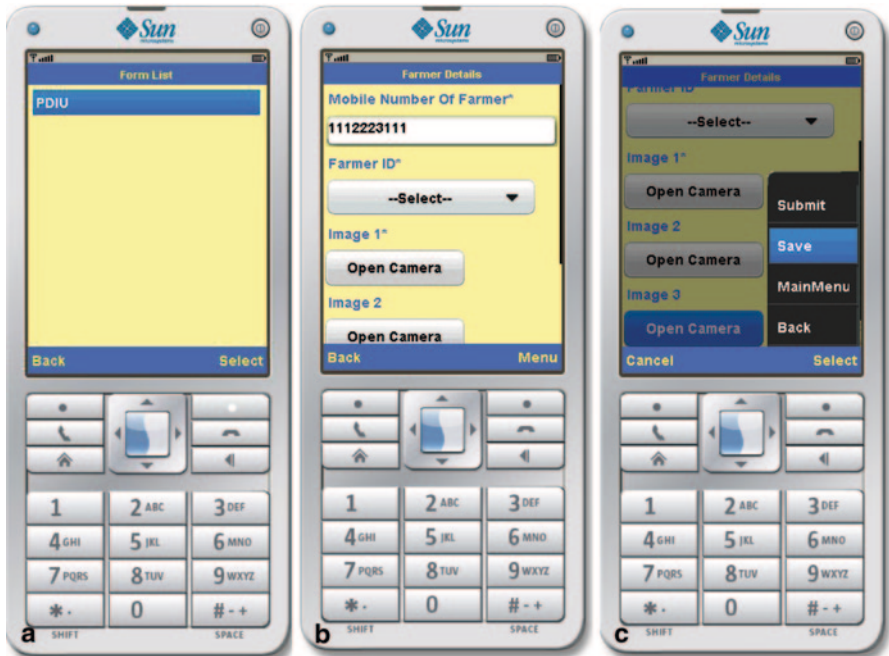 Sun
Form List
PDIU
Back Select
1 2 ABC 3 DEF
4 GHI 5 JKL 6 MNO
7 PQRS 8 TUV 9 WXYZ
* . 0 # - +
SHIFT SPACE
a
Sun
Farmer Details
Mobile Number Of Farmer*
1112223111
Farmer ID*
--Select--
Image 1*
Open Camera
Image 2
Open Camera
Back Menu
1 2 ABC 3 DEF
4 GHI 5 JKL 6 MNO
7 PQRS 8 TUV 9 WXYZ
* . 0 # - +
SHIFT SPACE
b
Sun
Farmer Details
Farmer ID
--Select--
Image 1*
Open Camera
Image 2
Open Camera
Image 3
Open Camera
Submit
Save
MainMenu
Back
Cancel Select
1 2 ABC 3 DEF
4 GHI 5 JKL 6 MNO
7 PQRS 8 TUV 9 WXYZ
* . 0 # - +
SHIFT SPACE
c